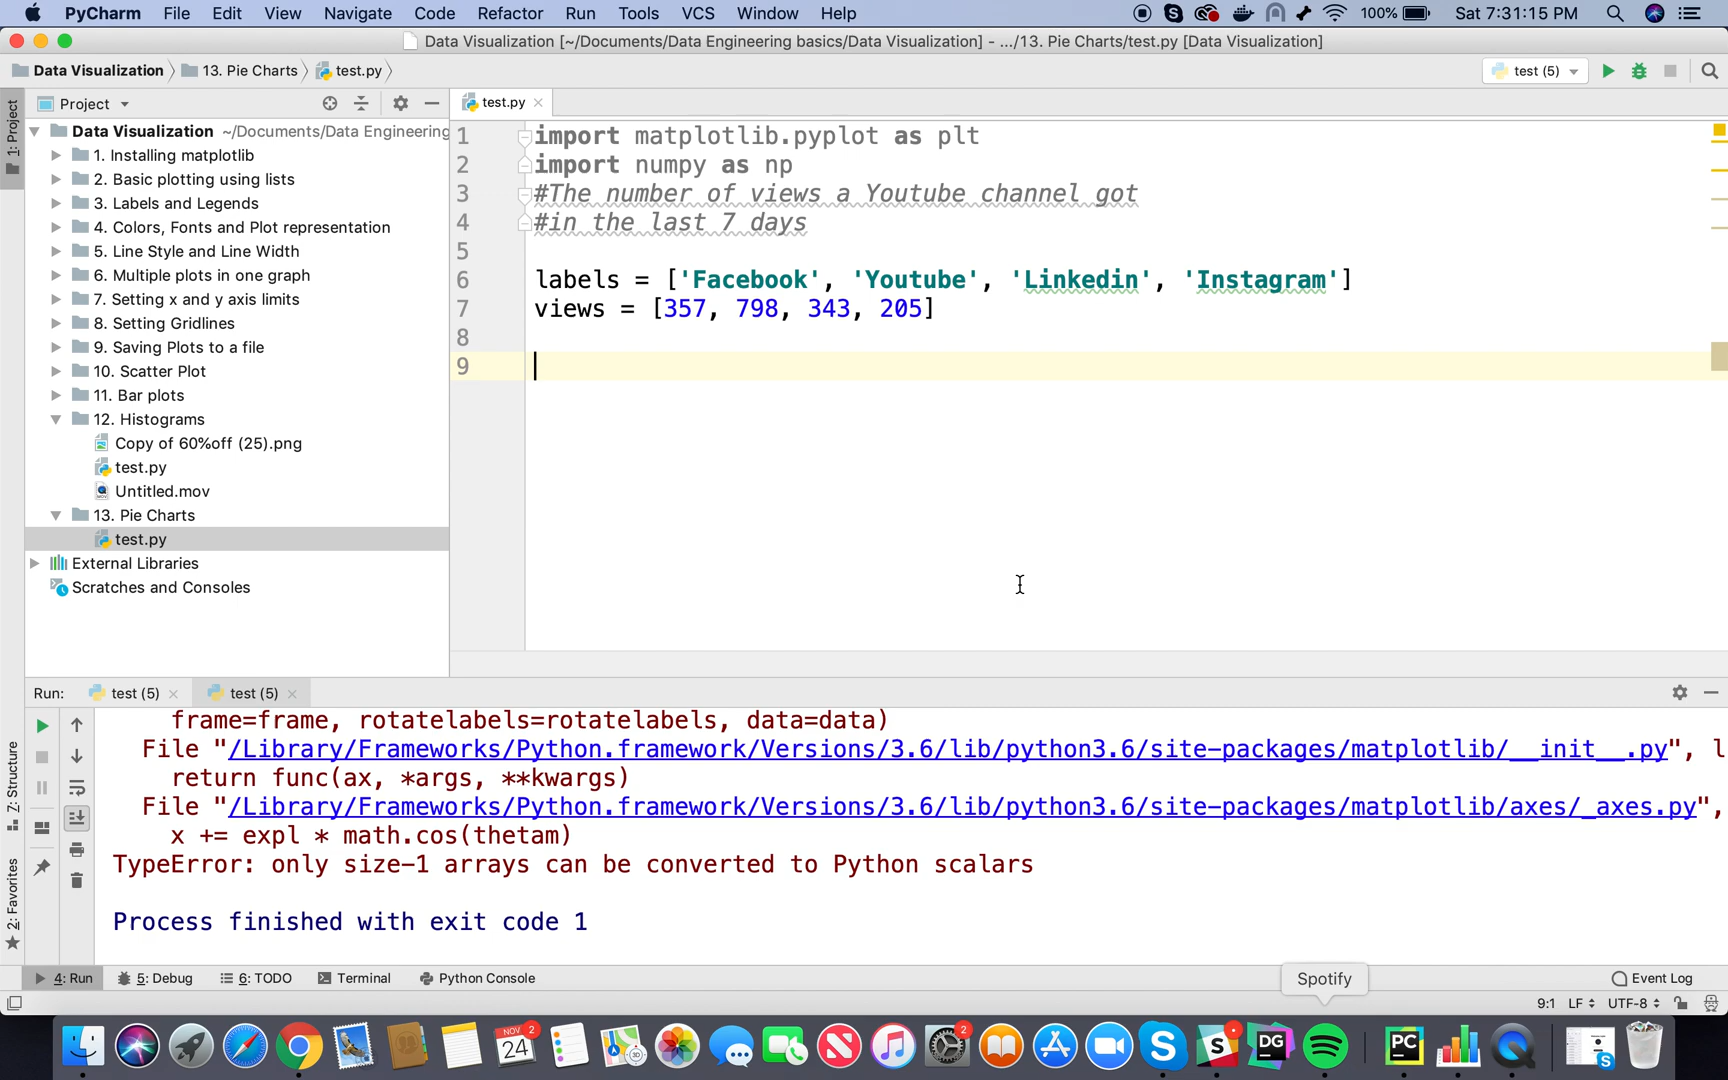 PyCharm File Edit View Navigate Code Refactor Run Tools VCS Window Help 100% Sat 7:31:15 PM
Data Visualization [~/Documents/Data Engineering basics/Data Visualization] - .../13. Pie Charts/test.py [Data Visualization]
Data Visualization 13. Pie Charts test.py test (5)
Project test.py
1: Project
Data Visualization ~/Documents/Data Engineering
1. Installing matplotlib
2. Basic plotting using lists
3. Labels and Legends
4. Colors, Fonts and Plot representation
5. Line Style and Line Width
6. Multiple plots in one graph
7. Setting x and y axis limits
8. Setting Gridlines
9. Saving Plots to a file
10. Scatter Plot
11. Bar plots
12. Histograms
Copy of 60%off (25).png
test.py
Untitled.mov
13. Pie Charts
test.py
External Libraries
Scratches and Consoles
1 import matplotlib.pyplot as plt
2 import numpy as np
3 #The number of views a Youtube channel got
4 #in the last 7 days
5
6 labels = ['Facebook', 'Youtube', 'Linkedin', 'Instagram']
7 views = [357, 798, 343, 205]
8
9
Run: test (5) test (5)
frame=frame, rotatelabels=rotatelabels, data=data)
File "/Library/Frameworks/Python.framework/Versions/3.6/lib/python3.6/site-packages/matplotlib/__init__.py", l
return func(ax, *args, **kwargs)
File "/Library/Frameworks/Python.framework/Versions/3.6/lib/python3.6/site-packages/matplotlib/axes/_axes.py",
x += expl * math.cos(thetam)
TypeError: only size-1 arrays can be converted to Python scalars
Process finished with exit code 1
7: Structure
2: Favorites
4: Run 5: Debug 6: TODO Terminal Python Console Spotify Event Log
9:1 LF UTF-8
NOV 2
24
2
DG
PC